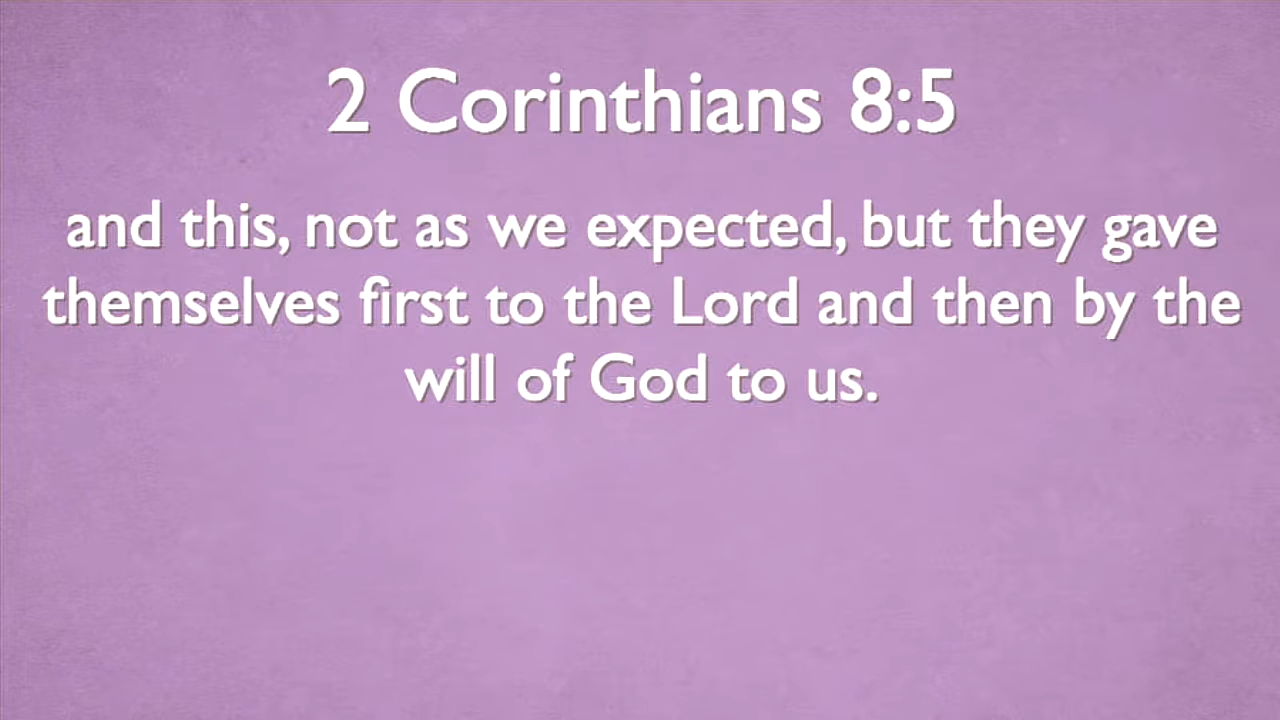 2 Corinthians 8:5
and this, not as we expected, but they gave
themselves first to the Lord and then by the
will of God to us.